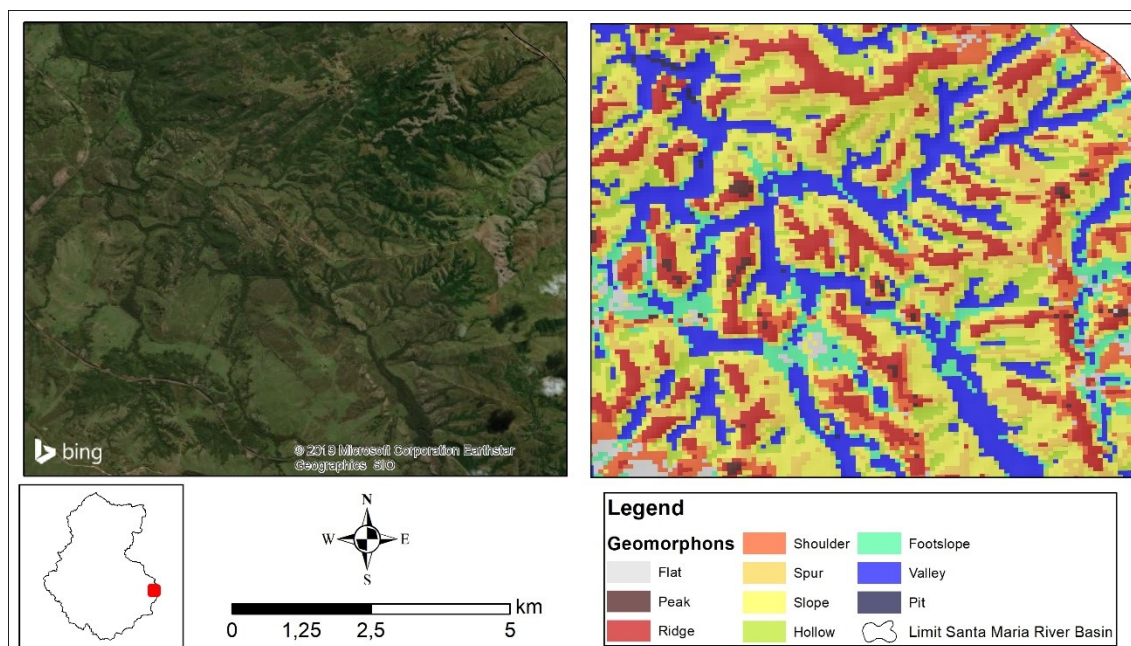 bing
© 2019 Microsoft Corporation Earthstar
Geographics SIO
N
W E
S
km
0 1,25 2,5 5
Legend
Geomorphons
Flat
Peak
Ridge
Shoulder
Spur
Slope
Hollow
Footslope
Valley
Pit
Limit Santa Maria River Basin